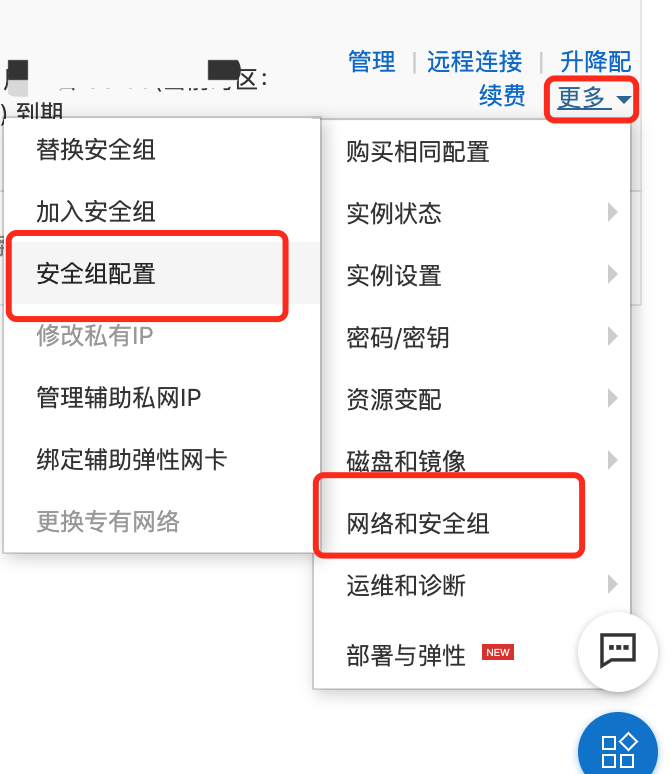 管理 | 远程连接 | 升降配
续费 更多
区：
) 到期
替换安全组
加入安全组
安全组配置
修改私有IP
管理辅助私网IP
绑定辅助弹性网卡
更换专有网络
购买相同配置
实例状态
实例设置
密码/密钥
资源变配
磁盘和镜像
网络和安全组
运维和诊断
部署与弹性 NEW